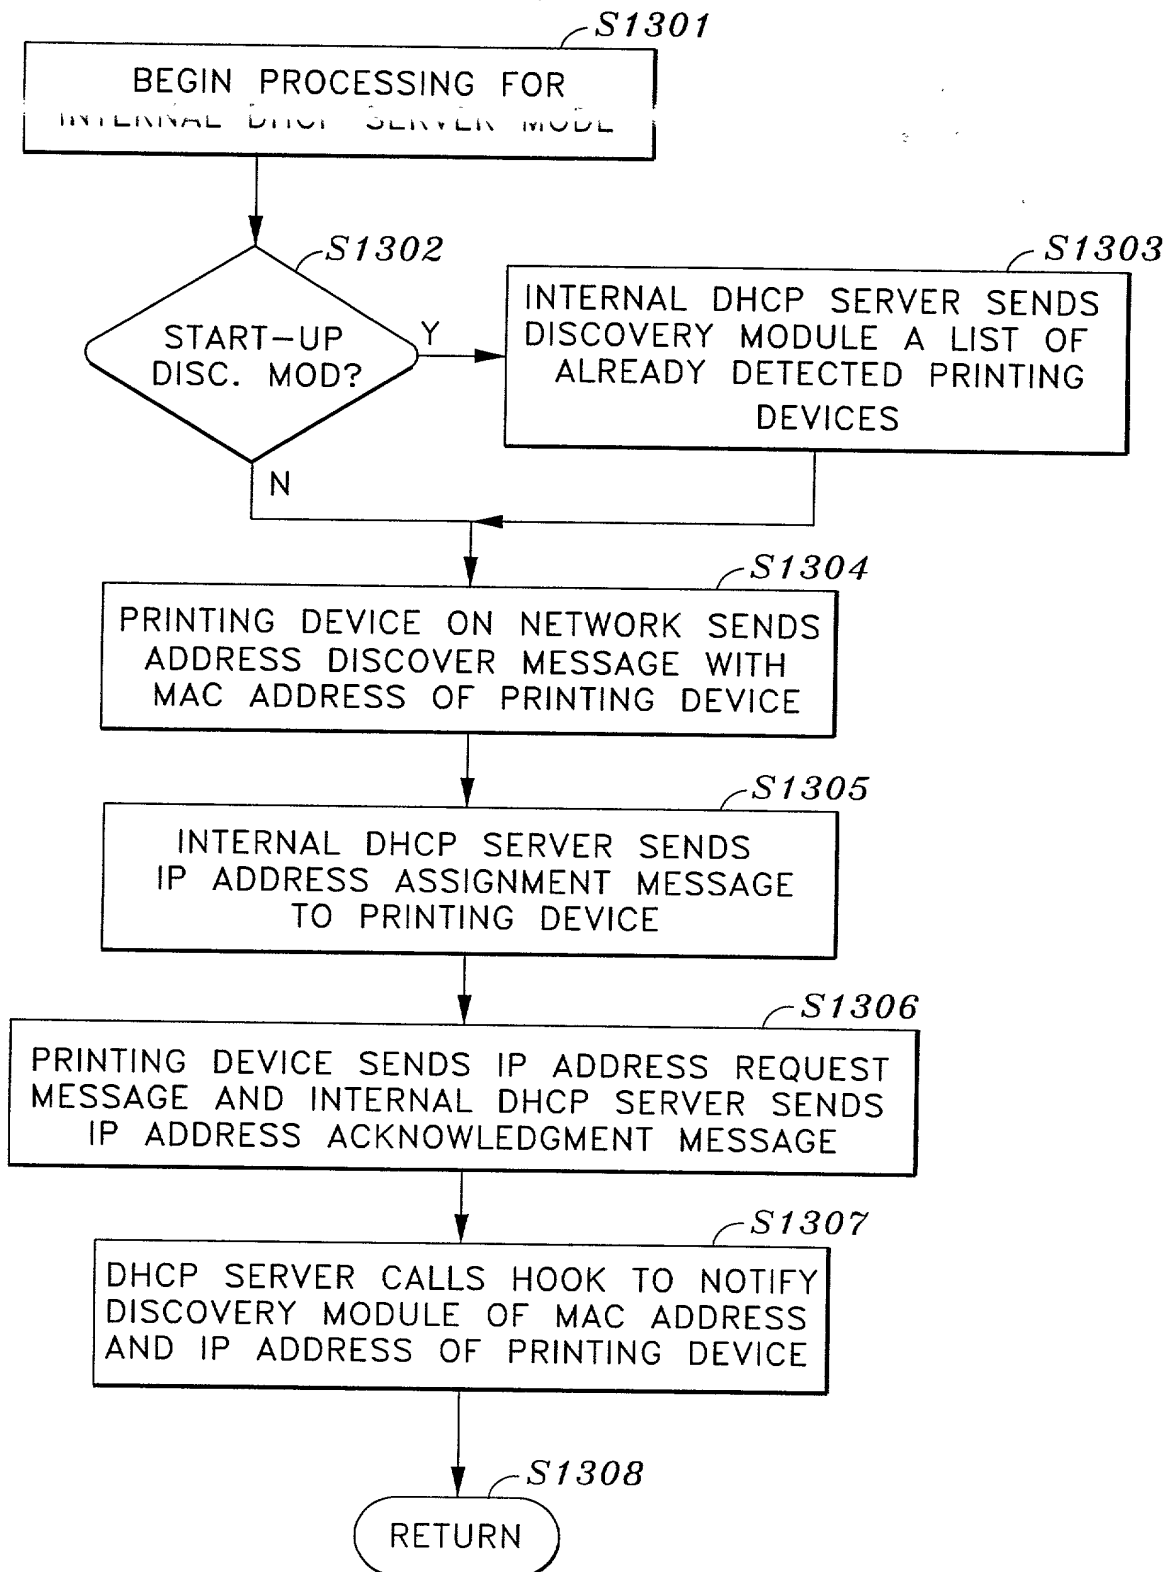 S1301
BEGIN PROCESSING FOR
INTERNAL DHCP SERVER MODE
S1302
START-UP
DISC. MOD?
Y
N
S1303
INTERNAL DHCP SERVER SENDS
DISCOVERY MODULE A LIST OF
ALREADY DETECTED PRINTING
DEVICES
S1304
PRINTING DEVICE ON NETWORK SENDS
ADDRESS DISCOVER MESSAGE WITH
MAC ADDRESS OF PRINTING DEVICE
S1305
INTERNAL DHCP SERVER SENDS
IP ADDRESS ASSIGNMENT MESSAGE
TO PRINTING DEVICE
S1306
PRINTING DEVICE SENDS IP ADDRESS REQUEST
MESSAGE AND INTERNAL DHCP SERVER SENDS
IP ADDRESS ACKNOWLEDGMENT MESSAGE
S1307
DHCP SERVER CALLS HOOK TO NOTIFY
DISCOVERY MODULE OF MAC ADDRESS
AND IP ADDRESS OF PRINTING DEVICE
S1308
RETURN